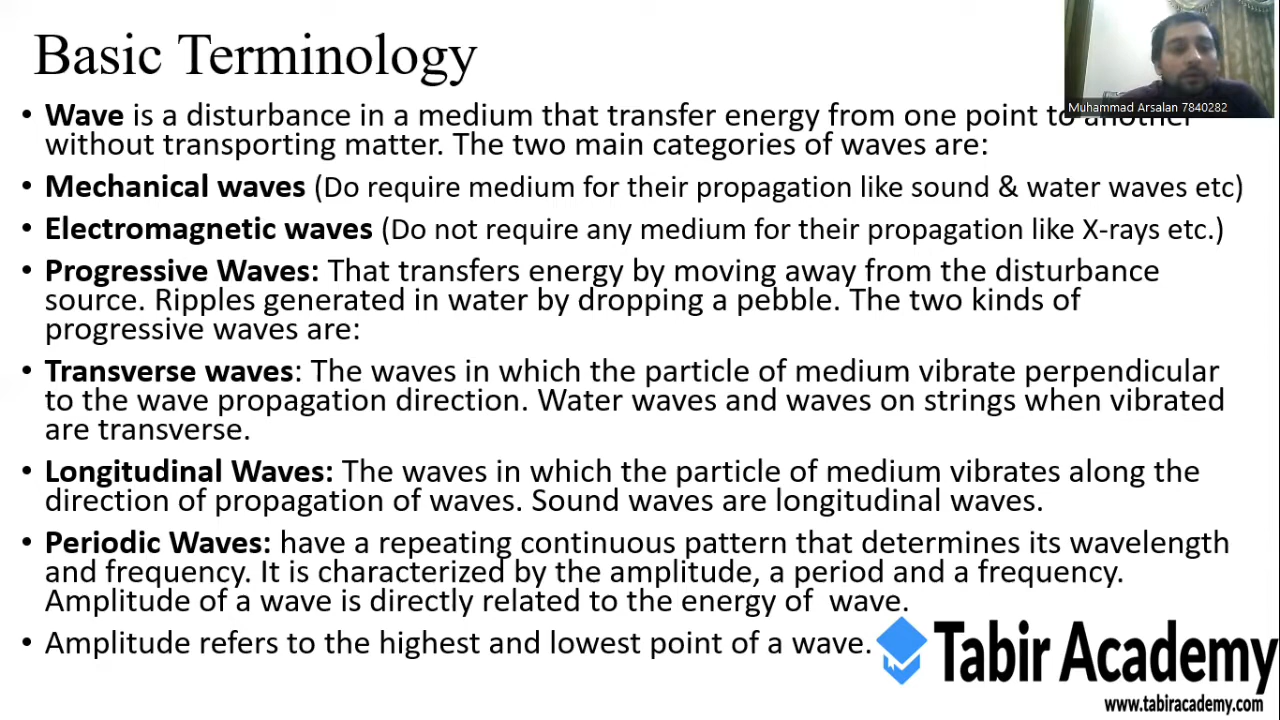 Basic Terminology
Muhammad Arsalan 7840282
• Wave is a disturbance in a medium that transfer energy from one point to another
without transporting matter. The two main categories of waves are:
• Mechanical waves (Do require medium for their propagation like sound & water waves etc)
• Electromagnetic waves (Do not require any medium for their propagation like X-rays etc.)
• Progressive Waves: That transfers energy by moving away from the disturbance
source. Ripples generated in water by dropping a pebble. The two kinds of
progressive waves are:
• Transverse waves: The waves in which the particle of medium vibrate perpendicular
to the wave propagation direction. Water waves and waves on strings when vibrated
are transverse.
• Longitudinal Waves: The waves in which the particle of medium vibrates along the
direction of propagation of waves. Sound waves are longitudinal waves.
• Periodic Waves: have a repeating continuous pattern that determines its wavelength
and frequency. It is characterized by the amplitude, a period and a frequency.
Amplitude of a wave is directly related to the energy of  wave.
• Amplitude refers to the highest and lowest point of a wave.
Tabir Academy
www.tabiracademy.com